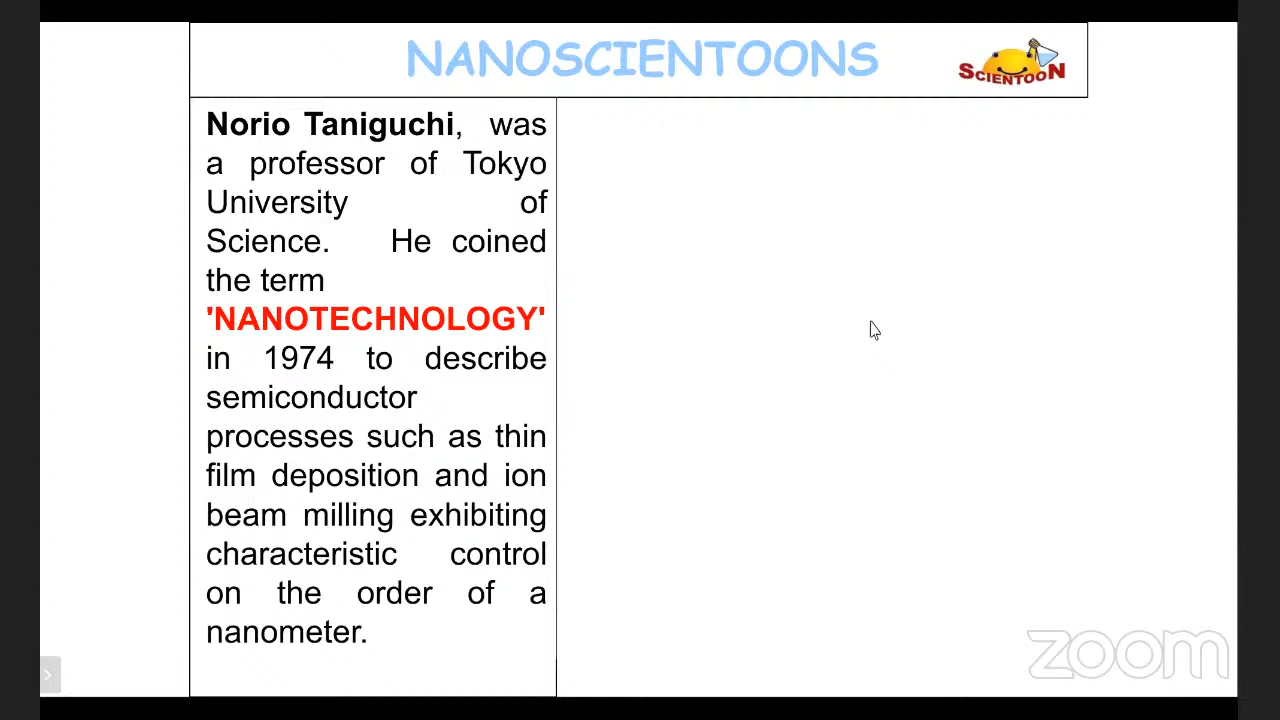 NANOSCIENTOONS
SCIENTOON
Norio Taniguchi, was
a professor of Tokyo
University of
Science. He coined
the term
'NANOTECHNOLOGY'
in 1974 to describe
semiconductor
processes such as thin
film deposition and ion
beam milling exhibiting
characteristic control
on the order of a
nanometer.
zoom